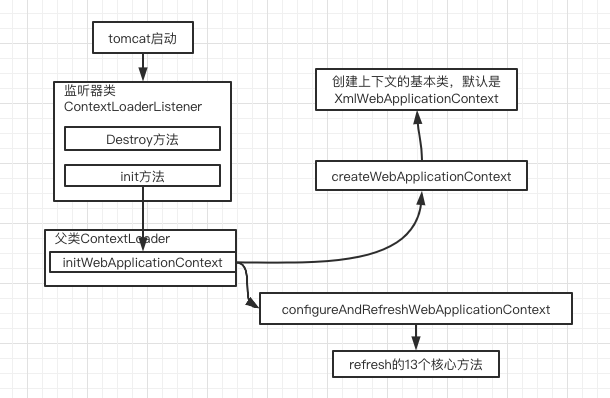 tomcat启动
监听器类
ContextLoaderListener
Destroy方法
init方法
父类ContextLoader
initWebApplicationContext
创建上下文的基本类，默认是
XmlWebApplicationContext
createWebApplicationContext
configureAndRefreshWebApplicationContext
refresh的13个核心方法